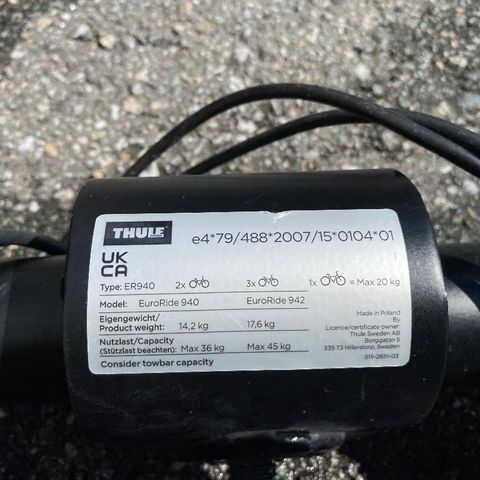 THULE
e4*79/488*2007/15*0104*01
UK
CA
Type: ER940 2x 3x 1x = Max 20 kg
Model: EuroRide 940 EuroRide 942
Eigengewicht/
Product weight: 14,2 kg 17,6 kg
Nutzlast/Capacity
(Stützlast beachten): Max 36 kg Max 45 kg
Consider towbar capacity
Made in Poland
By
Licence/certificate owner:
Thule Sweden AB
Borggatan 5
335 73 Hillerstorp, Sweden
515-2931-03